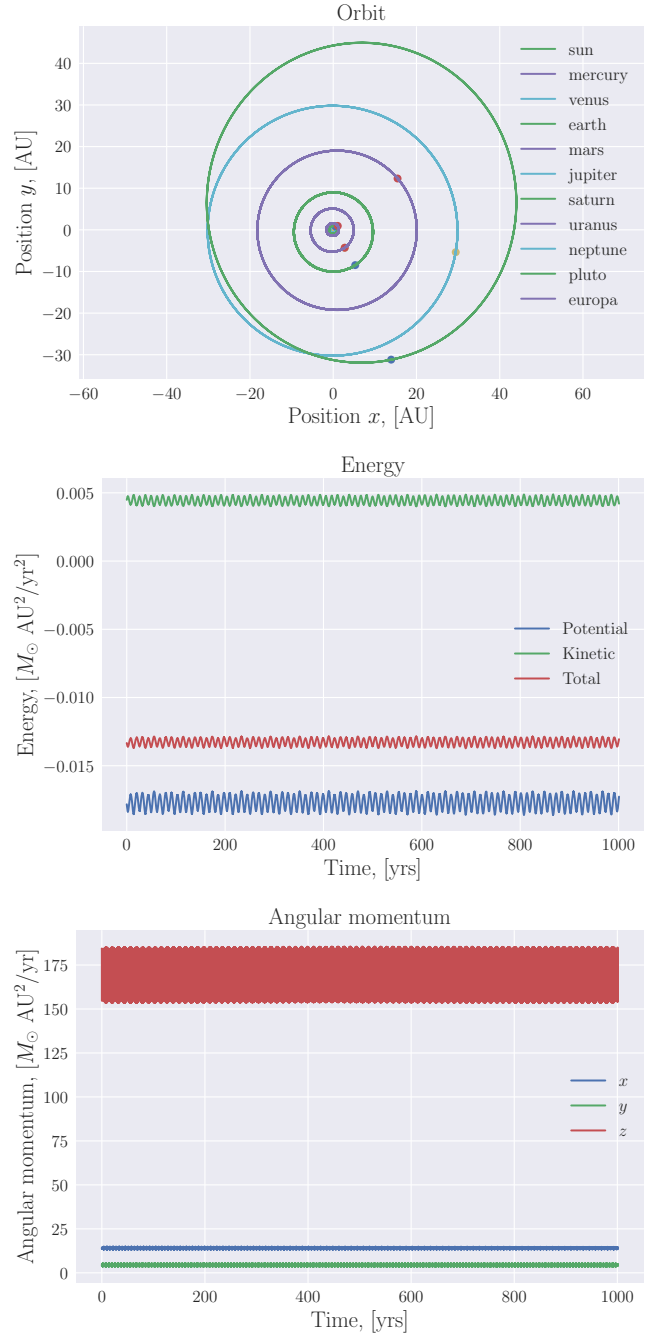 Orbit
Position y, [AU]
40
30
20
10
0
−10
−20
−30
−60
−40
−20
0
20
40
60
Position x, [AU]
sun
mercury
venus
earth
mars
jupiter
saturn
uranus
neptune
pluto
europa
Energy
Energy, [M⊙ AU²/yr²]
0.005
0.000
−0.005
−0.010
−0.015
0
200
400
600
800
1000
Time, [yrs]
Potential
Kinetic
Total
Angular momentum
Angular momentum, [M⊙ AU²/yr]
175
150
125
100
75
50
25
0
0
200
400
600
800
1000
Time, [yrs]
x
y
z